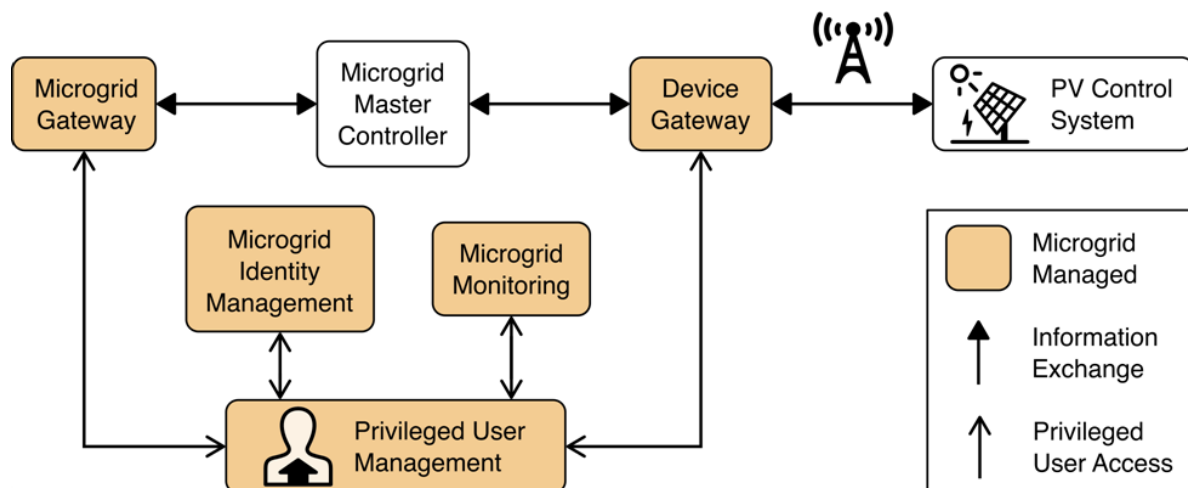 Microgrid
Gateway
Microgrid
Master
Controller
Device
Gateway
PV Control
System
Microgrid
Identity
Management
Microgrid
Monitoring
Privileged User
Management
Microgrid
Managed
Information
Exchange
Privileged
User Access